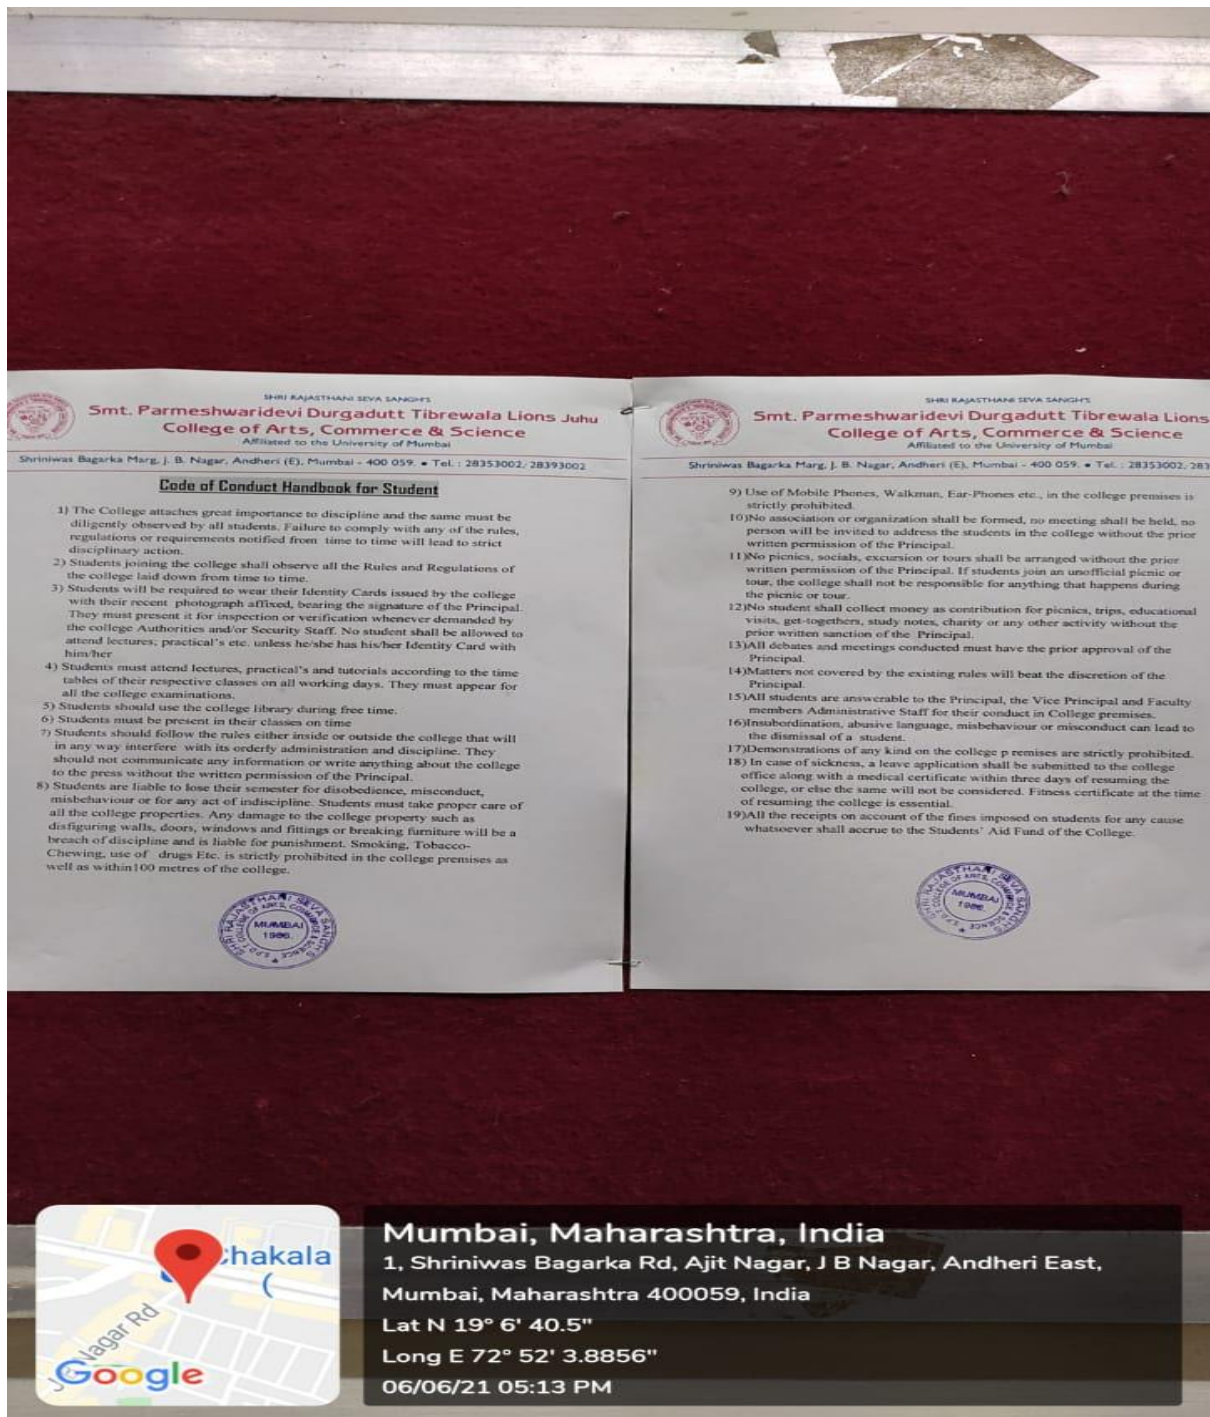 SHRI RAJASTHANI SEVA SANGH'S
Smt. Parmeshwaridevi Durgadutt Tibrewala Lions Juhu
College of Arts, Commerce & Science
Affiliated to the University of Mumbai
Shriniwas Bagarka Marg, J. B. Nagar, Andheri (E), Mumbai - 400 059. • Tel. : 28353002/28393002
Code of Conduct Handbook for Student
1) The College attaches great importance to discipline and the same must be
diligently observed by all students. Failure to comply with any of the rules,
regulations or requirements notified from time to time will lead to strict
disciplinary action.
2) Students joining the college shall observe all the Rules and Regulations of
the college laid down from time to time.
3) Students will be required to wear their Identity Cards issued by the college
with their recent photograph affixed, bearing the signature of the Principal.
They must present it for inspection or verification whenever demanded by
the college Authorities and/or Security Staff. No student shall be allowed to
attend lectures; practical's etc. unless he/she has his/her Identity Card with
him/her
4) Students must attend lectures, practical's and tutorials according to the time
tables of their respective classes on all working days. They must appear for
all the college examinations.
5) Students should use the college library during free time.
6) Students must be present in their classes on time
7) Students should follow the rules either inside or outside the college that will
in any way interfere with its orderly administration and discipline. They
should not communicate any information or write anything about the college
to the press without the written permission of the Principal.
8) Students are liable to lose their semester for disobedience, misconduct,
misbehaviour or for any act of indiscipline. Students must take proper care of
all the college properties. Any damage to the college property such as
disfiguring walls, doors, windows and fittings or breaking furniture will be a
breach of discipline and is liable for punishment. Smoking, Tobacco-
Chewing, use of drugs Etc. is strictly prohibited in the college premises as
well as within100 metres of the college.
SHRI RAJASTHANI SEVA SANGH'S
S.P.D.T. COLLEGE OF ARTS, COMMERCE & SCIENCE
MUMBAI
1986.
SHRI RAJASTHANI SEVA SANGH'S
Smt. Parmeshwaridevi Durgadutt Tibrewala Lions
College of Arts, Commerce & Science
Affiliated to the University of Mumbai
Shriniwas Bagarka Marg, J. B. Nagar, Andheri (E), Mumbai - 400 059. • Tel. : 28353002/283
9) Use of Mobile Phones, Walkman, Ear-Phones etc., in the college premises is
strictly prohibited.
10)No association or organization shall be formed, no meeting shall be held, no
person will be invited to address the students in the college without the prior
written permission of the Principal.
11)No picnics, socials, excursion or tours shall be arranged without the prior
written permission of the Principal. If students join an unofficial picnic or
tour, the college shall not be responsible for anything that happens during
the picnic or tour.
12)No student shall collect money as contribution for picnics, trips, educational
visits, get-togethers, study notes, charity or any other activity without the
prior written sanction of the Principal.
13)All debates and meetings conducted must have the prior approval of the
Principal.
14)Matters not covered by the existing rules will beat the discretion of the
Principal.
15)All students are answerable to the Principal, the Vice Principal and Faculty
members Administrative Staff for their conduct in College premises.
16)Insubordination, abusive language, misbehaviour or misconduct can lead to
the dismissal of a student.
17)Demonstrations of any kind on the college p remises are strictly prohibited.
18) In case of sickness, a leave application shall be submitted to the college
office along with a medical certificate within three days of resuming the
college, or else the same will not be considered. Fitness certificate at the time
of resuming the college is essential.
19)All the receipts on account of the fines imposed on students for any cause
whatsoever shall accrue to the Students' Aid Fund of the College.
SHRI RAJASTHANI SEVA SANGH'S
S.P.D.T. COLLEGE OF ARTS, COMMERCE & SCIENCE
MUMBAI
1986.
Chakala
Nagar Rd
Google
Mumbai, Maharashtra, India
1, Shriniwas Bagarka Rd, Ajit Nagar, J B Nagar, Andheri East,
Mumbai, Maharashtra 400059, India
Lat N 19° 6' 40.5"
Long E 72° 52' 3.8856"
06/06/21 05:13 PM